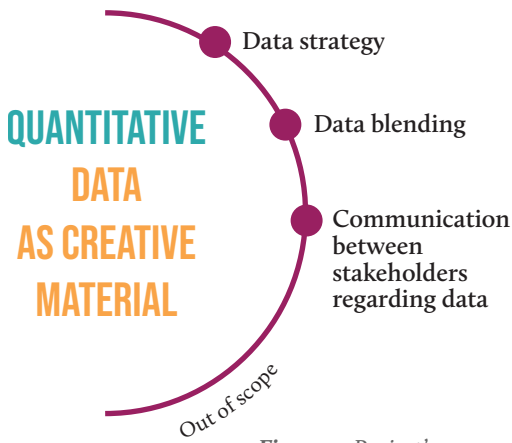 Data strategy
QUANTITATIVE
DATA
AS CREATIVE
MATERIAL
Data blending
Communication
between
stakeholders
regarding data
Out of scope